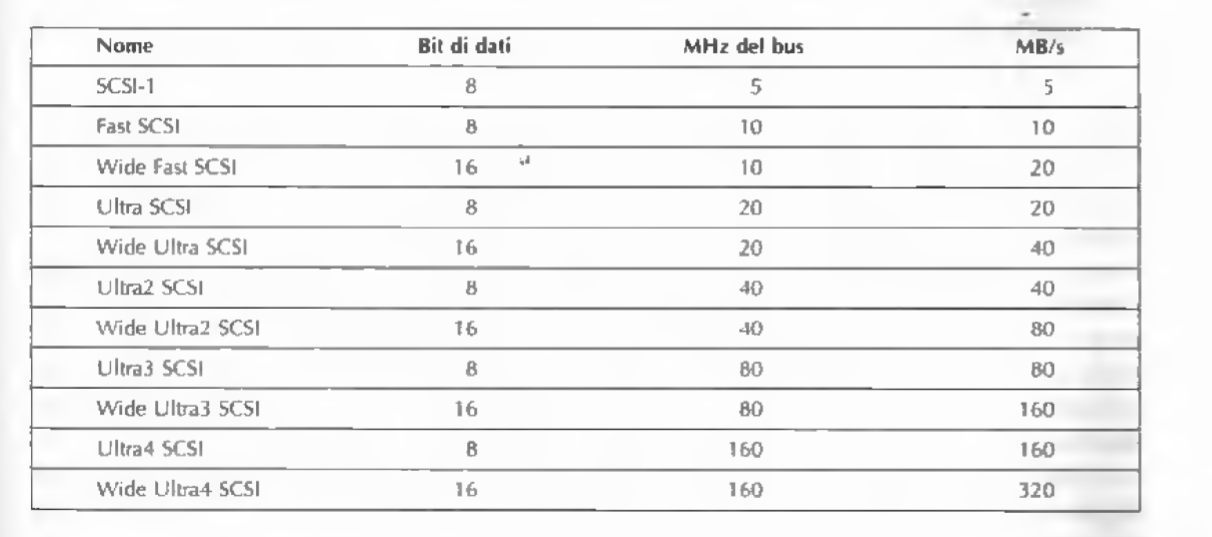 Nome Bit di dati MHz del bus MB/s
SCSI-1 8 5 5
Fast SCSI 8 10 10
Wide Fast SCSI 16 10 20
Ultra SCSI 8 20 20
Wide Ultra SCSI 16 20 40
Ultra2 SCSI 8 40 40
Wide Ultra2 SCSI 16 40 80
Ultra3 SCSI 8 80 80
Wide Ultra3 SCSI 16 80 160
Ultra4 SCSI 8 160 160
Wide Ultra4 SCSI 16 160 320